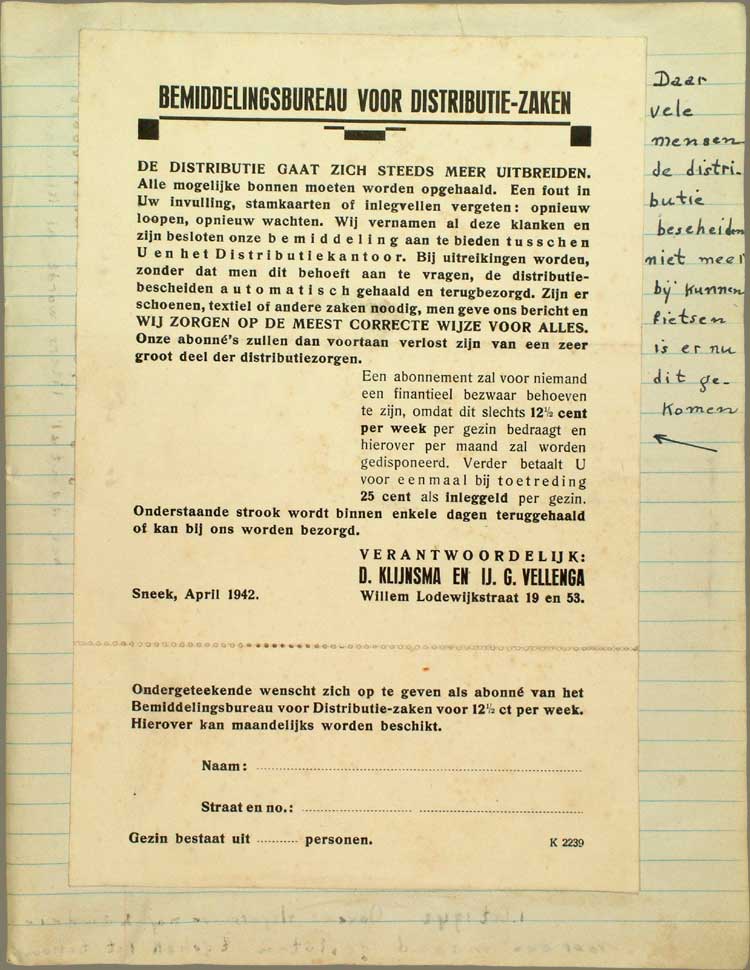 BEMIDDELINGSBUREAU VOOR DISTRIBUTIE-ZAKEN
DE DISTRIBUTIE GAAT ZICH STEEDS MEER UITBREIDEN.
Alle mogelijke bonnen moeten worden opgehaald. Een fout in
Uw invulling, stamkaarten of inlegvellen vergeten: opnieuw
loopen, opnieuw wachten. Wij vernamen al deze klanken en
zijn besloten onze bemiddeling aan te bieden tusschen
U en het Distributiekantoor. Bij uitreikingen worden,
zonder dat men dit behoeft aan te vragen, de distributie-
bescheiden automatisch gehaald en terugbezorgd. Zijn er
schoenen, textiel of andere zaken noodig, men geve ons bericht en
WIJ ZORGEN OP DE MEEST CORRECTE WIJZE VOOR ALLES.
Onze abonné's zullen dan voortaan verlost zijn van een zeer
groot deel der distributiezorgen.
Een abonnement zal voor niemand
een finantieel bezwaar behoeven
te zijn, omdat dit slechts 12½ cent
per week per gezin bedraagt en
hierover per maand zal worden
gedisponeerd. Verder betaalt U
voor eenmaal bij toetreding
25 cent als inleggeld per gezin.
Onderstaande strook wordt binnen enkele dagen teruggehaald
of kan bij ons worden bezorgd.
VERANTWOORDELIJK:
D. KLIJNSMA EN IJ. G. VELLENGA
Sneek, April 1942. Willem Lodewijkstraat 19 en 53.
Ondergeteekende wenscht zich op te geven als abonné van het
Bemiddelingsbureau voor Distributie-zaken voor 12½ ct per week.
Hierover kan maandelijks worden beschikt.
Naam:
Straat en no.:
Gezin bestaat uit .......... personen. K 2239
Daar
vele
mensen
de distri-
butie
bescheiden
niet meer
bij kunnen
fietsen
is er nu
dit ge-
komen